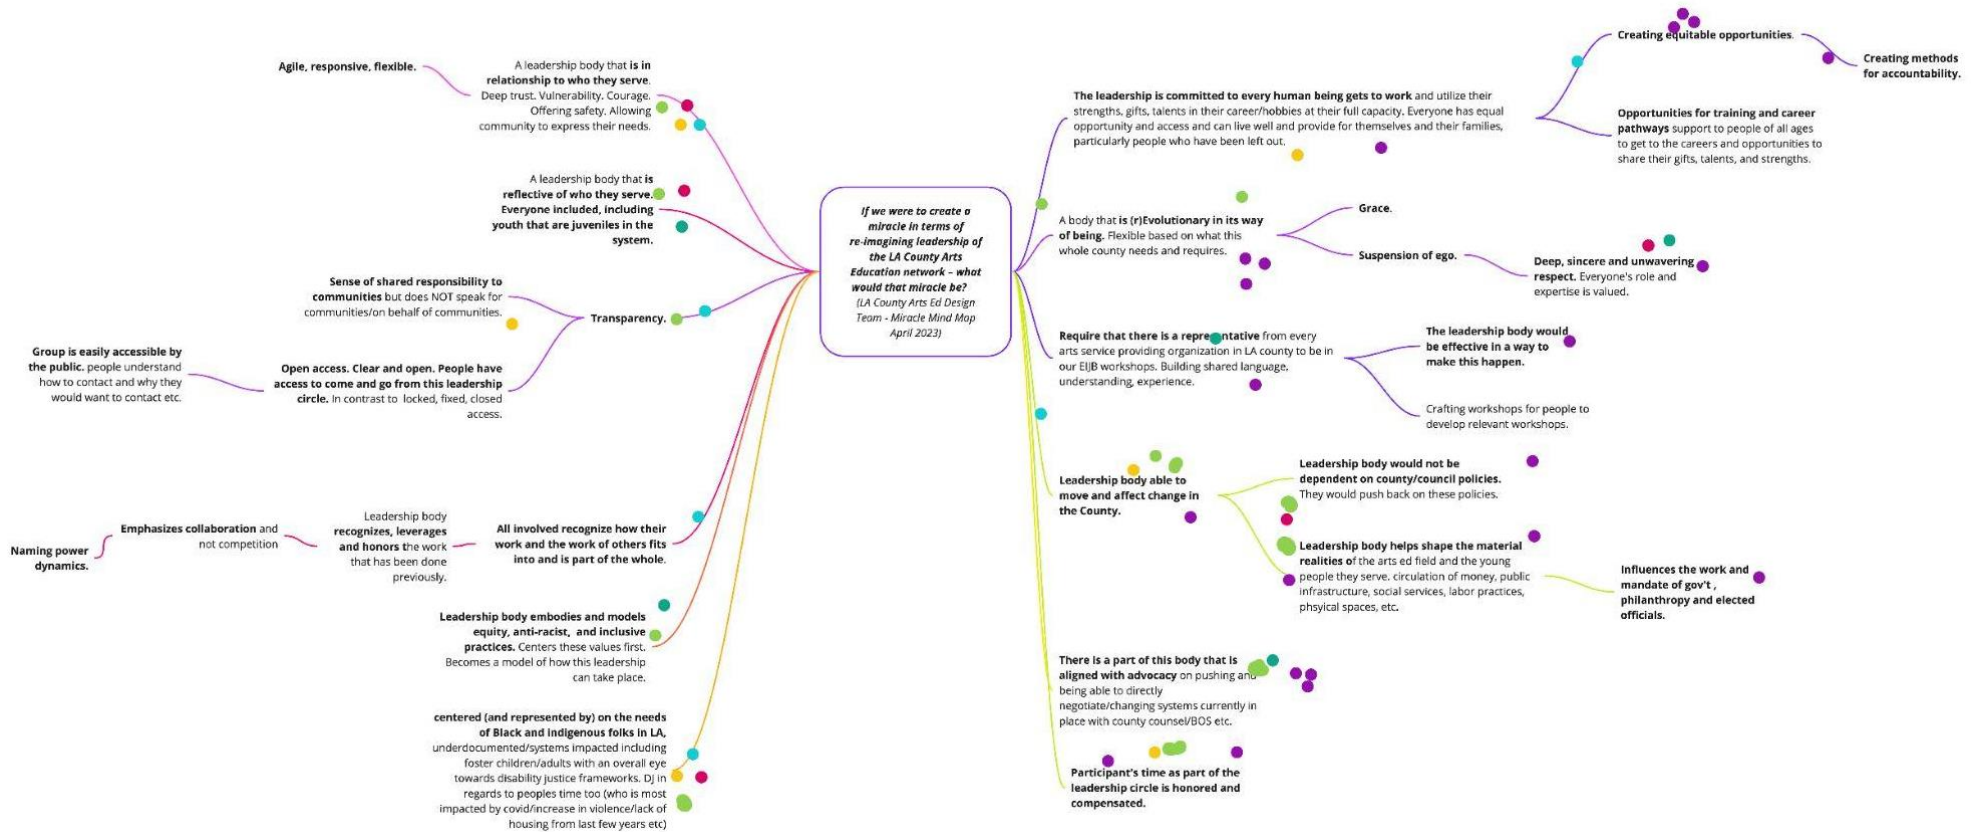 If we were to create a
miracle in terms of
re-imagining leadership of
the LA County Arts
Education network – what
would that miracle be?
(LA County Arts Ed Design
Team - Miracle Mind Map
April 2023)
A leadership body that is in
relationship to who they serve.
Deep trust. Vulnerability. Courage.
Offering safety. Allowing
community to express their needs.
Agile, responsive, flexible.
A leadership body that is
reflective of who they serve.
Everyone included, including
youth that are juveniles in the
system.
Transparency.
Sense of shared responsibility to
communities but does NOT speak for
communities/on behalf of communities.
Open access. Clear and open. People have
access to come and go from this leadership
circle. In contrast to locked, fixed, closed
access.
Group is easily accessible by
the public. people understand
how to contact and why they
would want to contact etc.
All involved recognize how their
work and the work of others fits
into and is part of the whole.
Leadership body
recognizes, leverages
and honors the work
that has been done
previously.
Emphasizes collaboration and
not competition
Naming power
dynamics.
Leadership body embodies and models
equity, anti-racist, and inclusive
practices. Centers these values first.
Becomes a model of how this leadership
can take place.
centered (and represented by) on the needs
of Black and indigenous folks in LA,
underdocumented/systems impacted including
foster children/adults with an overall eye
towards disability justice frameworks. DJ in
regards to peoples time too (who is most
impacted by covid/increase in violence/lack of
housing from last few years etc)
The leadership is committed to every human being gets to work and utilize their
strengths, gifts, talents in their career/hobbies at their full capacity. Everyone has equal
opportunity and access and can live well and provide for themselves and their families,
particularly people who have been left out.
Creating equitable opportunities.
Creating methods
for accountability.
Opportunities for training and career
pathways support to people of all ages
to get to the careers and opportunities to
share their gifts, talents, and strengths.
A body that is (r)Evolutionary in its way
of being. Flexible based on what this
whole county needs and requires.
Grace.
Suspension of ego.
Deep, sincere and unwavering
respect. Everyone's role and
expertise is valued.
Require that there is a representative from every
arts service providing organization in LA county to be in
our EIJB workshops. Building shared language,
understanding, experience.
The leadership body would
be effective in a way to
make this happen.
Crafting workshops for people to
develop relevant workshops.
Leadership body able to
move and affect change in
the County.
Leadership body would not be
dependent on county/council policies.
They would push back on these policies.
Leadership body helps shape the material
realities of the arts ed field and the young
people they serve. circulation of money, public
infrastructure, social services, labor practices,
phsyical spaces, etc.
Influences the work and
mandate of gov't ,
philanthropy and elected
officials.
There is a part of this body that is
aligned with advocacy on pushing and
being able to directly
negotiate/changing systems currently in
place with county counsel/BOS etc.
Participant's time as part of the
leadership circle is honored and
compensated.